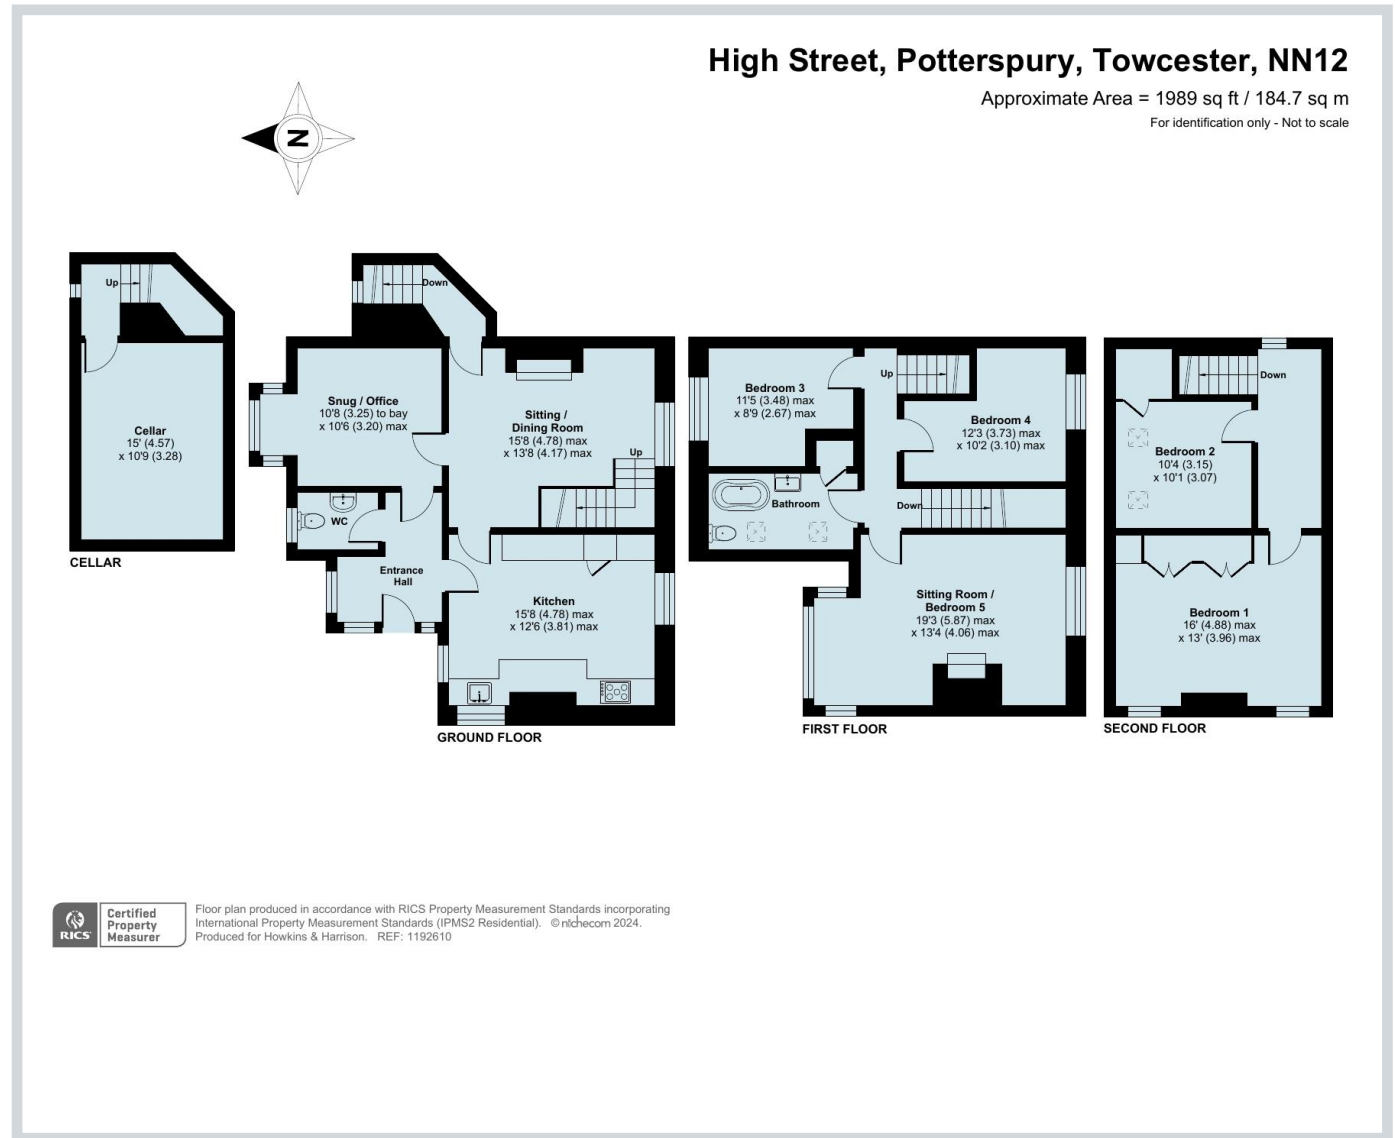 High Street, Potterspury, Towcester, NN12
Approximate Area = 1989 sq ft / 184.7 sq m
For identification only - Not to scale
N
Up
Cellar
15' (4.57)
x 10'9 (3.28)
CELLAR
Down
Snug / Office
10'8 (3.25) to bay
x 10'6 (3.20) max
Sitting /
Dining Room
15'8 (4.78) max
x 13'8 (4.17) max
Up
WC
Entrance
Hall
Kitchen
15'8 (4.78) max
x 12'6 (3.81) max
GROUND FLOOR
Bedroom 3
11'5 (3.48) max
x 8'9 (2.67) max
Up
Bedroom 4
12'3 (3.73) max
x 10'2 (3.10) max
Bathroom
Down
Sitting Room /
Bedroom 5
19'3 (5.87) max
x 13'4 (4.06) max
FIRST FLOOR
Down
Bedroom 2
10'4 (3.15)
x 10'1 (3.07)
Bedroom 1
16' (4.88) max
x 13' (3.96) max
SECOND FLOOR
RICS
Certified
Property
Measurer
Floor plan produced in accordance with RICS Property Measurement Standards incorporating
International Property Measurement Standards (IPMS2 Residential). © nichecom 2024.
Produced for Howkins & Harrison. REF: 1192610